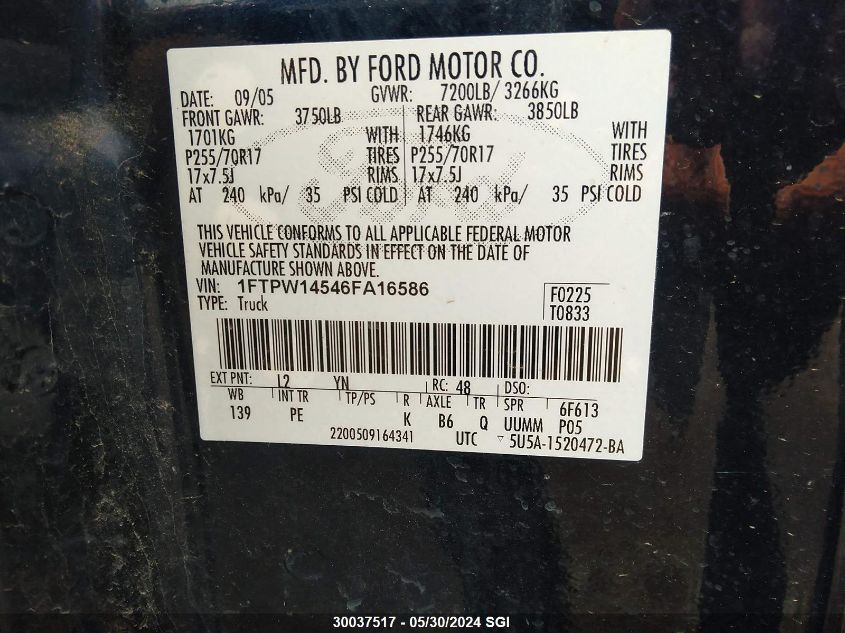 MFD. BY FORD MOTOR CO.
DATE: 09/05 GVWR: 7200LB/ 3266KG
FRONT GAWR: 3750LB REAR GAWR: 3850LB
1701KG WITH 1746KG WITH
P255/70R17 TIRES P255/70R17 TIRES
17x7.5J RIMS 17x7.5J RIMS
AT 240 kPa/ 35 PSI COLD AT 240 kPa/ 35 PSI COLD
Ford
THIS VEHICLE CONFORMS TO ALL APPLICABLE FEDERAL MOTOR
VEHICLE SAFETY STANDARDS IN EFFECT ON THE DATE OF
MANUFACTURE SHOWN ABOVE.
VIN: 1FTPW14546FA16586
TYPE: Truck
F0225
T0833
EXT PNT: L2 YN RC: 48 DSO:
WB INT TR TP/PS R AXLE TR SPR 6F613
139 PE K B6 Q UUMM P05
2200509164341 UTC ▽ 5U5A-1520472-BA
30037517 - 05/30/2024 SGI